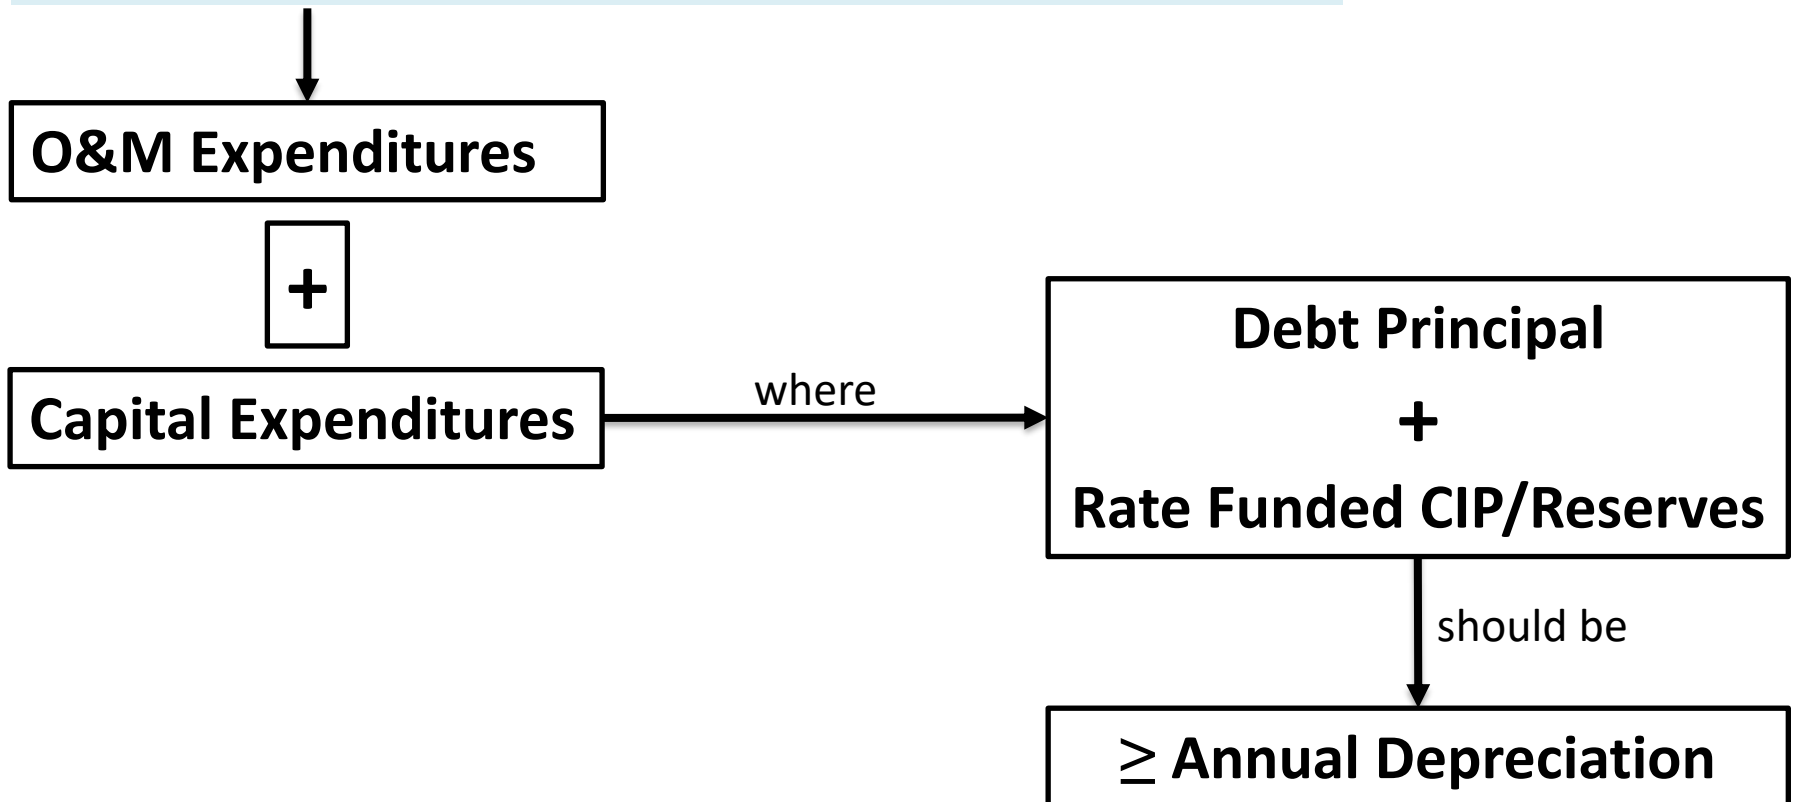 O&M Expenditures
+
Capital Expenditures
where
Debt Principal
+
Rate Funded CIP/Reserves
should be
≥ Annual Depreciation